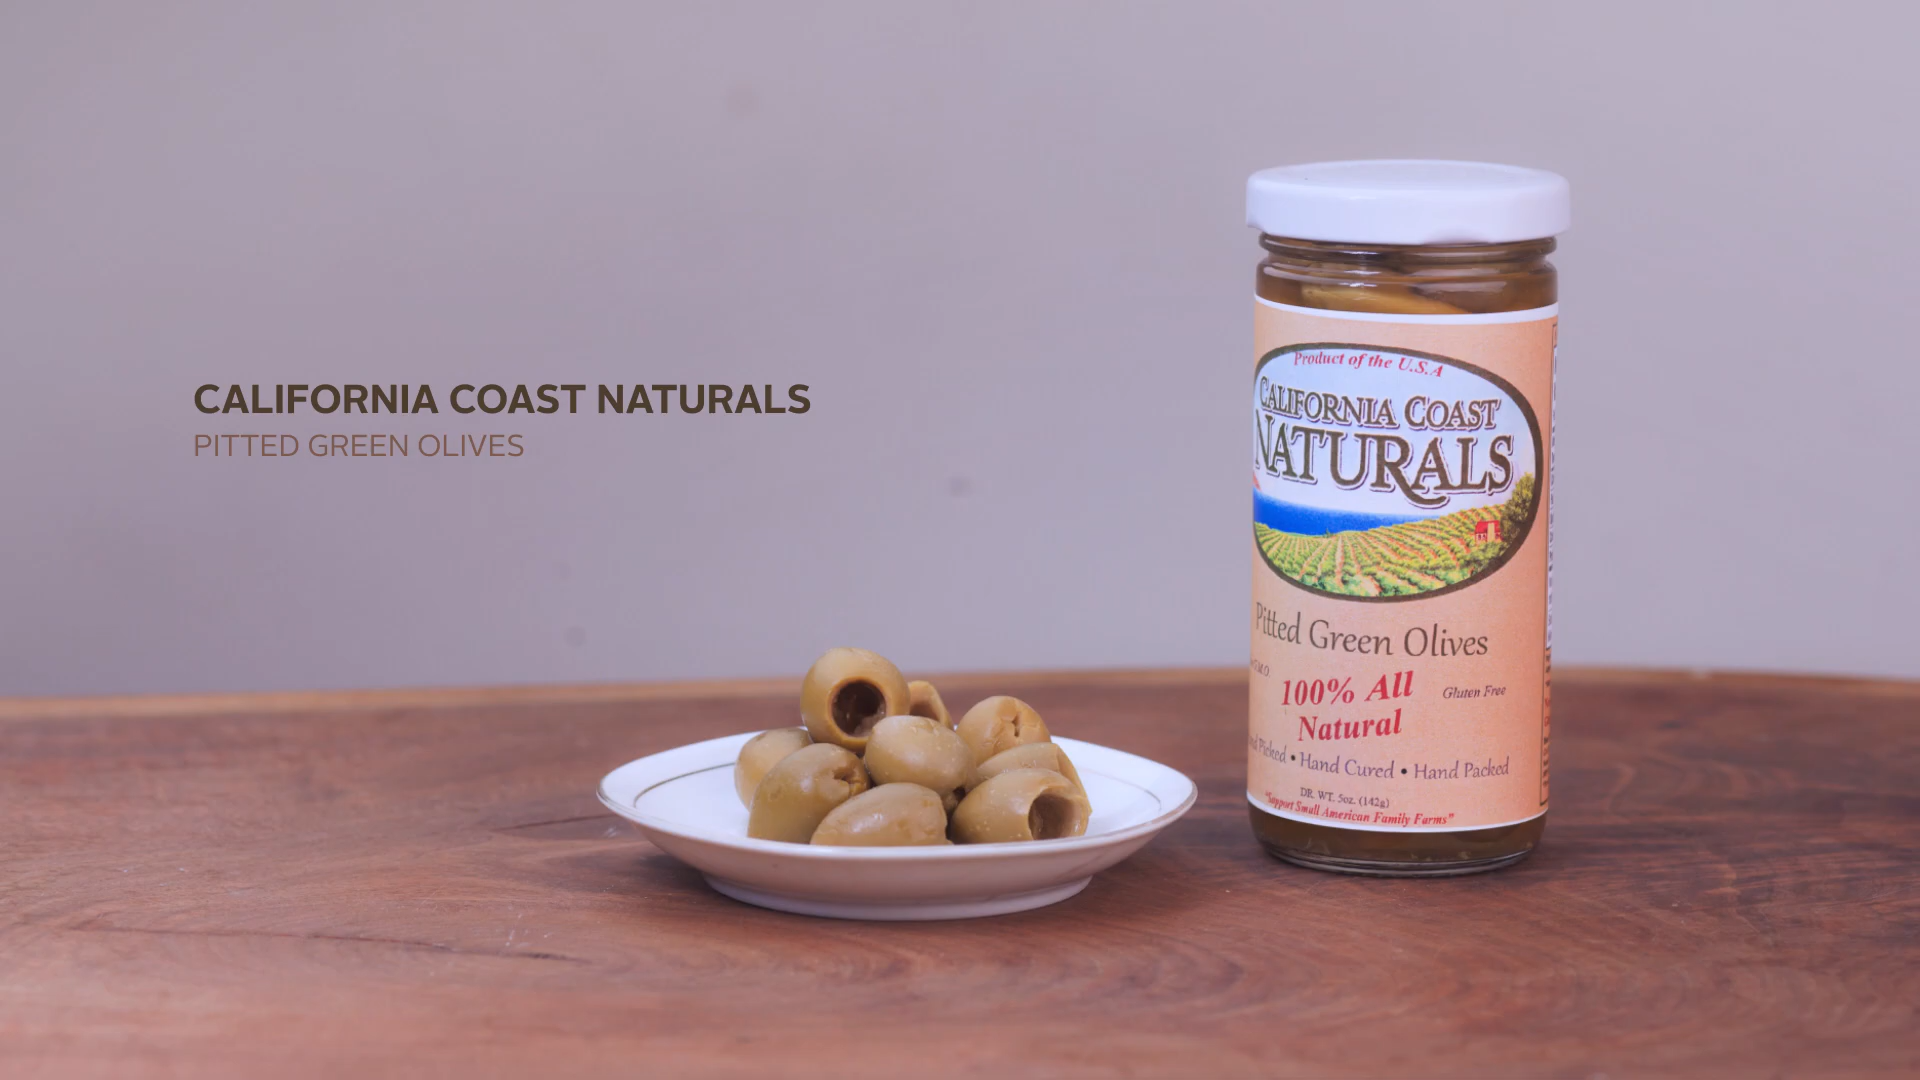 CALIFORNIA COAST NATURALS
PITTED GREEN OLIVES
Product of the U.S.A
CALIFORNIA COAST
NATURALS
Pitted Green Olives
100% All
Natural
Gluten Free
Picked • Hand Cured • Hand Packed
DR. WT. 5oz. (142g)
"Support Small American Family Farms"